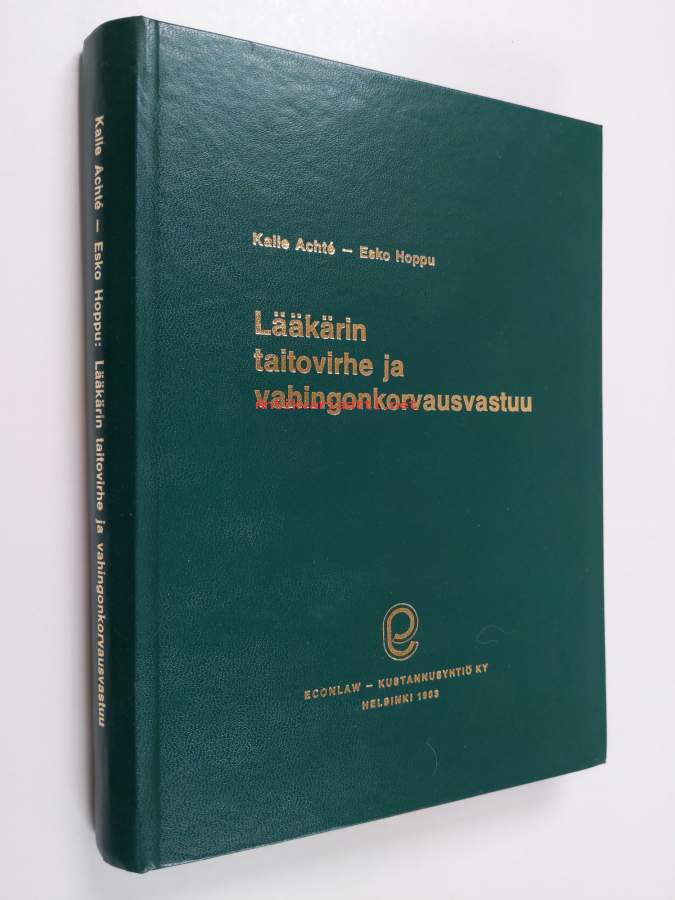 Kalle Achté – Esko Hoppu: Lääkärin taitovirhe ja vahingonkorvausvastuu
Kalle Achté – Esko Hoppu
Lääkärin
taitovirhe ja
vahingonkorvausvastuu
ECONLAW – KUSTANNUSYHTIÖ KY
HELSINKI 1983